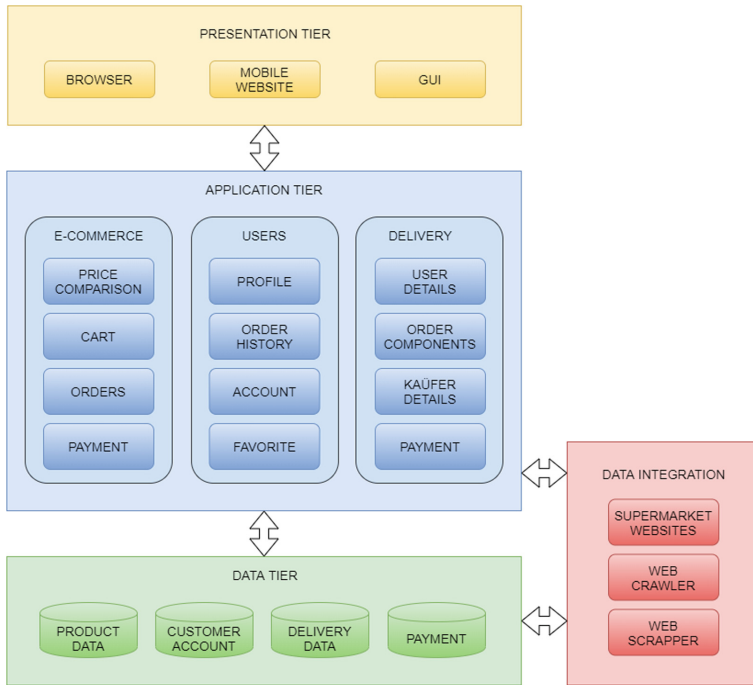 PRESENTATION TIER
BROWSER
MOBILE
WEBSITE
GUI
APPLICATION TIER
E-COMMERCE
PRICE
COMPARISON
CART
ORDERS
PAYMENT
USERS
PROFILE
ORDER
HISTORY
ACCOUNT
FAVORITE
DELIVERY
USER
DETAILS
ORDER
COMPONENTS
KAÜFER
DETAILS
PAYMENT
DATA INTEGRATION
SUPERMARKET
WEBSITES
WEB
CRAWLER
WEB
SCRAPPER
DATA TIER
PRODUCT
DATA
CUSTOMER
ACCOUNT
DELIVERY
DATA
PAYMENT